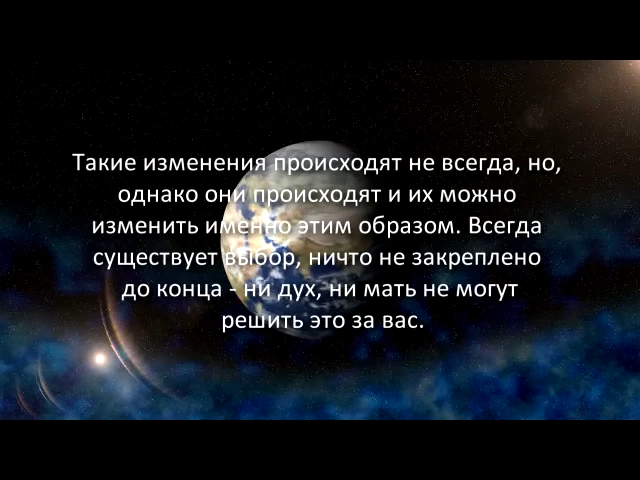 Такие изменения происходят не всегда, но,
однако они происходят и их можно
изменить именно этим образом. Всегда
существует выбор, ничто не закреплено
до конца - ни дух, ни мать не могут
решить это за вас.